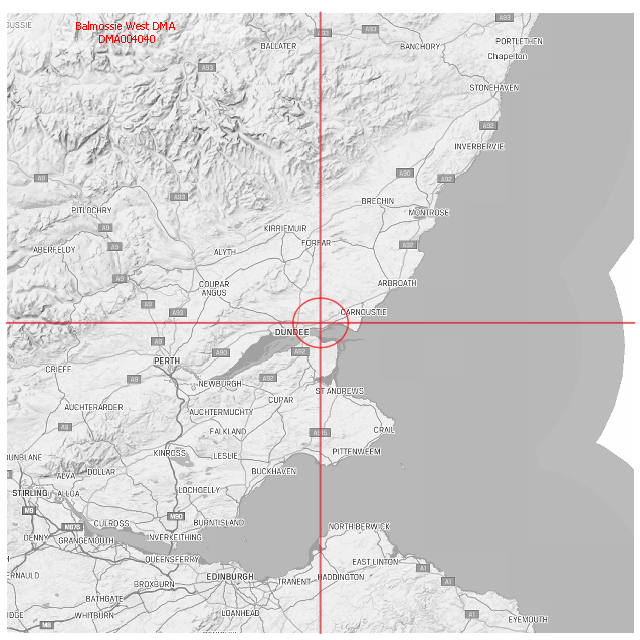 GUSSIE
Balmossie West DMA
DMA004040
A93
A93
A93
BALLATER
BANCHORY
PORTLETHEN
Chapelton
A93
STONEHAVEN
A92
INVERBERVIE
A9
A90
A92
A93
BRECHIN
PITLOCHRY
MONTROSE
A9
KIRRIEMUIR
A9
FORFAR
A92
ABERFELDY
ALYTH
A9
COUPAR
ANGUS
ARBROATH
A9
A93
CARNOUSTIE
DUNDEE
A9
A90
A92
PERTH
CRIEFF
A9
A92
NEWBURGH
ST ANDREWS
CUPAR
AUCHTERARDER
AUCHTERMUCHTY
A9
FALKLAND
A915
CRAIL
KINROSS
LESLIE
PITTENWEEM
DUNBLANE
DOLLAR
BUCKHAVEN
ALVA
STIRLING
ALLOA
LOCHGELLY
M9
M90
CULROSS
BURNTISLAND
M876
NORTH BERWICK
DENNY
GRANGEMOUTH
INVERKEITHING
QUEENSFERRY
EAST LINTON
A1
ERNAULD
EDINBURGH
HADDINGTON
BROXBURN
TRANENT
A1
BATHGATE
WHITBURN
LOANHEAD
A1
EYEMOUTH
M8